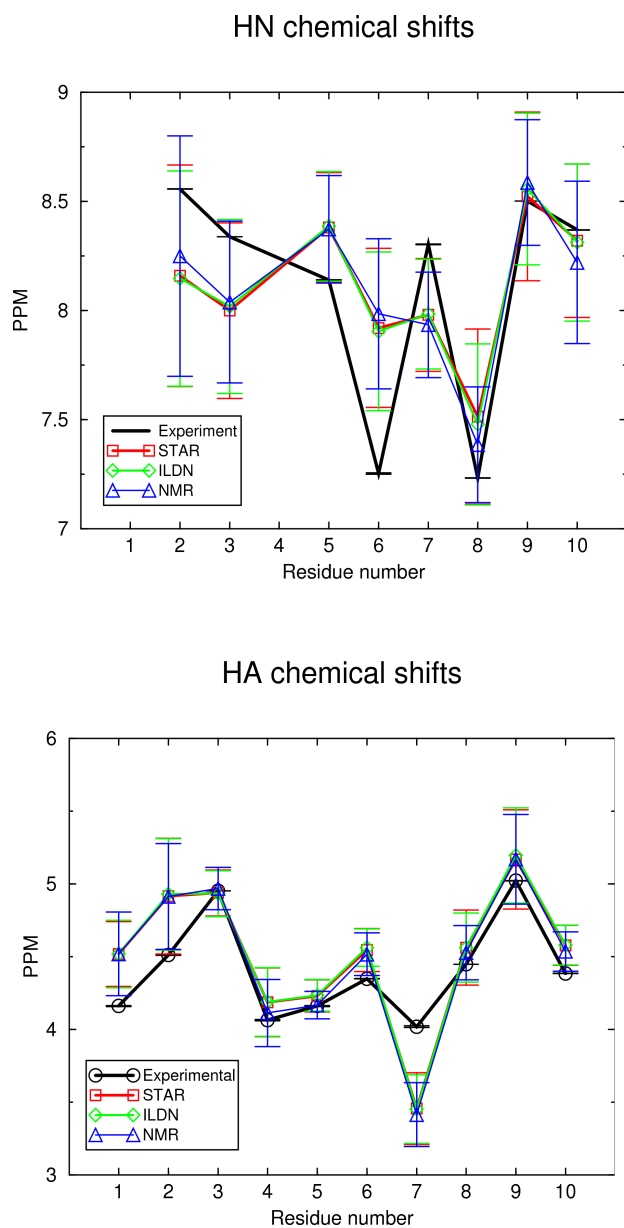 HN chemical shifts
9
8.5
8
7.5
7
PPM
Experiment
STAR
ILDN
NMR
1 2 3 4 5 6 7 8 9 10
Residue number
HA chemical shifts
6
5
4
3
PPM
Experimental
STAR
ILDN
NMR
1 2 3 4 5 6 7 8 9 10
Residue number